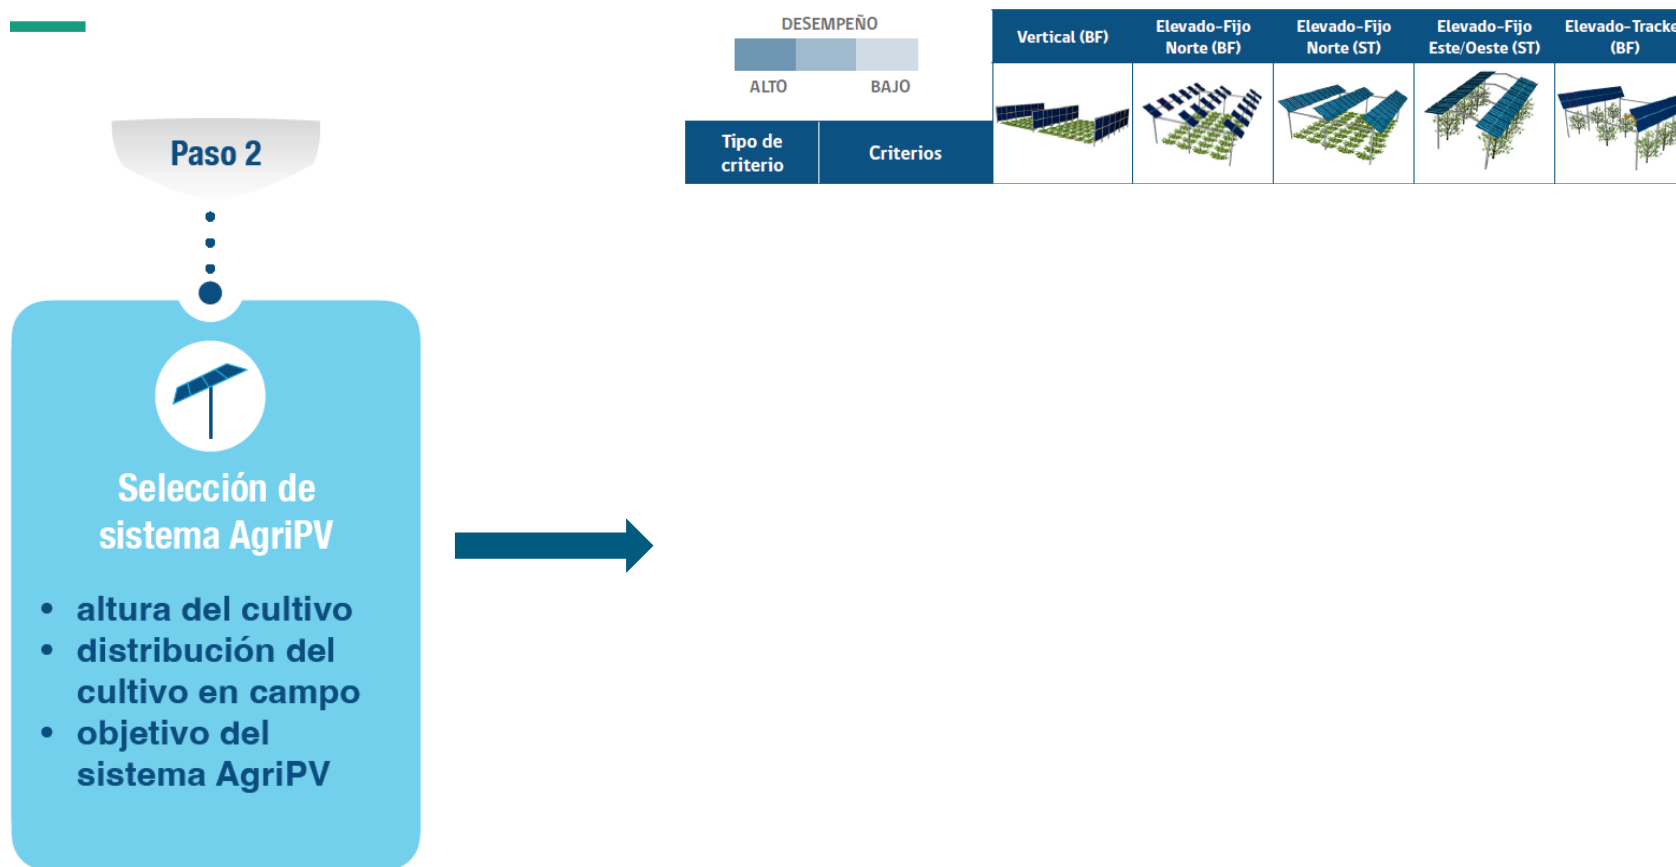 Paso 2
Selección de
sistema AgriPV
• altura del cultivo
• distribución del
cultivo en campo
• objetivo del
sistema AgriPV
DESEMPEÑO
ALTO BAJO
Tipo de
criterio
Criterios
Vertical (BF)
Elevado-Fijo
Norte (BF)
Elevado-Fijo
Norte (ST)
Elevado-Fijo
Este/Oeste (ST)
Elevado-Tracke
(BF)